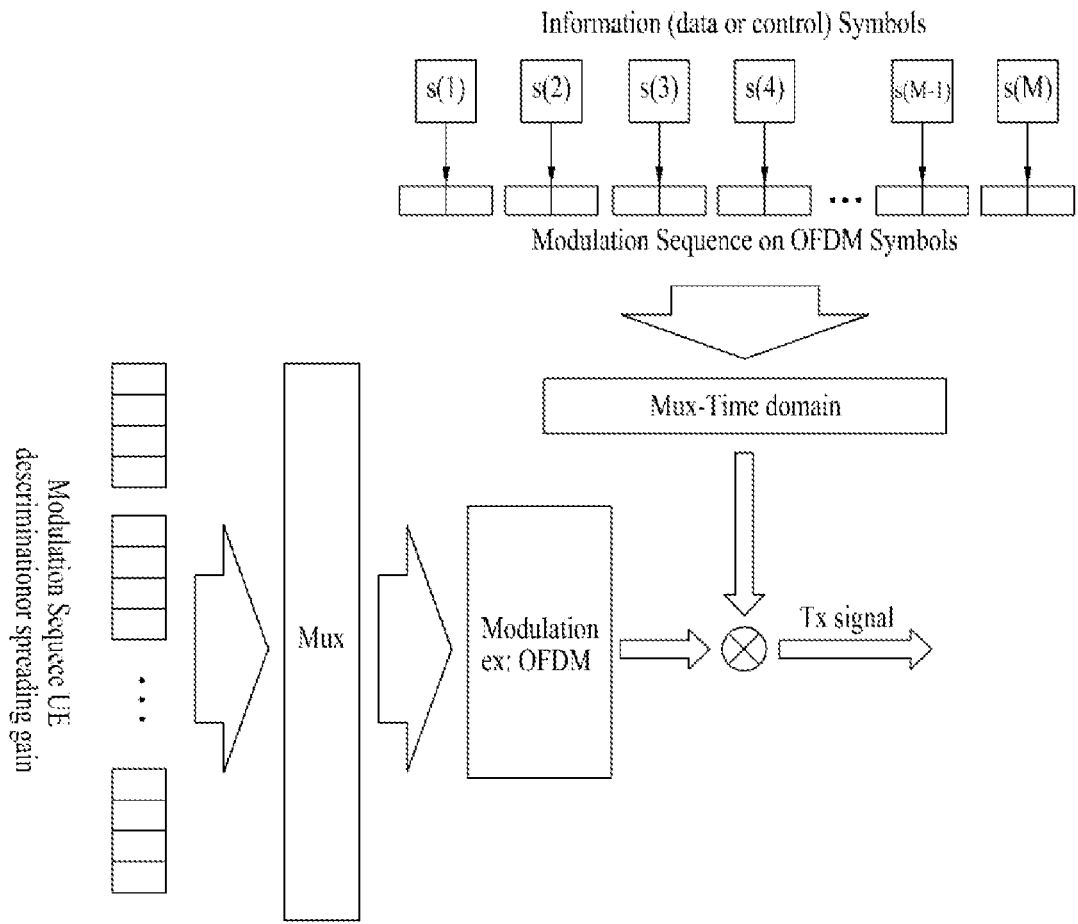 Information (data or control) Symbols
s(1) s(2) s(3) s(4) s(M-1) s(M)
...
Modulation Sequence on OFDM Symbols
Mux-Time domain
Modulation Sequece UE
descriminationor spreading gain
...
Mux
Modulation
ex: OFDM
Tx signal